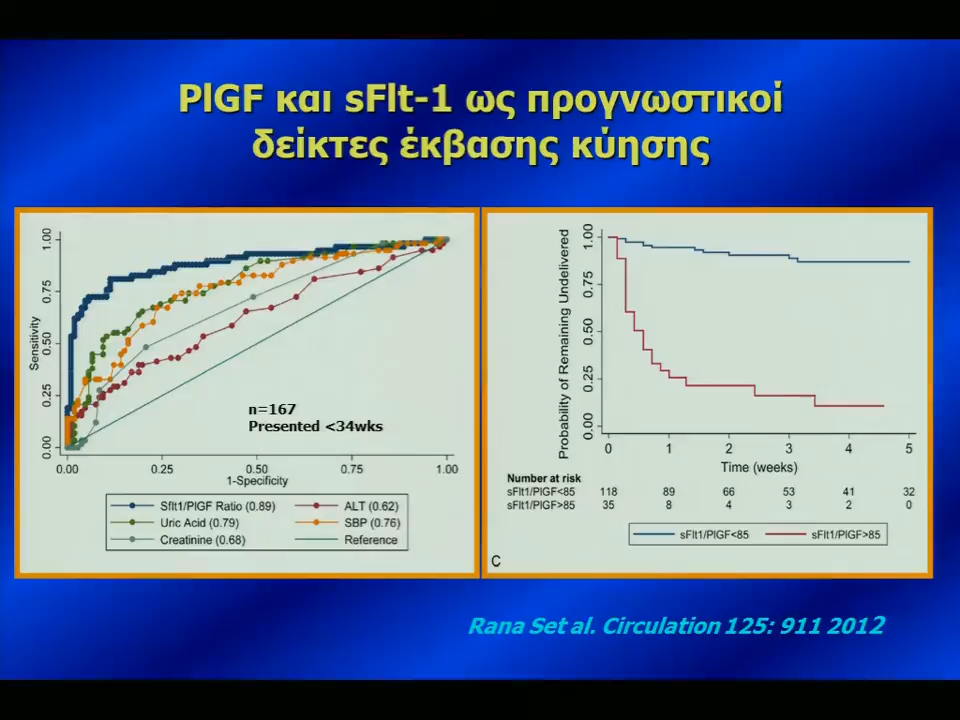 PlGF και sFlt-1 ως προγνωστικοί
δείκτες έκβασης κύησης
1.00
0.75
0.50
0.25
0.00
Sensitivity
n=167
Presented <34wks
0.00 0.25 0.50 0.75 1.00
1-Specificity
Sflt1/PlGF Ratio (0.89) ALT (0.62)
Uric Acid (0.79) SBP (0.76)
Creatinine (0.68) Reference
Probability of Remaining Undelivered
1.00
0.75
0.50
0.25
0.00
0 1 2 3 4 5
Time (weeks)
Number at risk
sFlt1/PlGF<85 118 89 66 53 41 32
sFlt1/PlGF>85 35 8 4 3 2 0
sFlt1/PlGF<85 sFlt1/PlGF>85
C
Rana Set al. Circulation 125: 911 2012